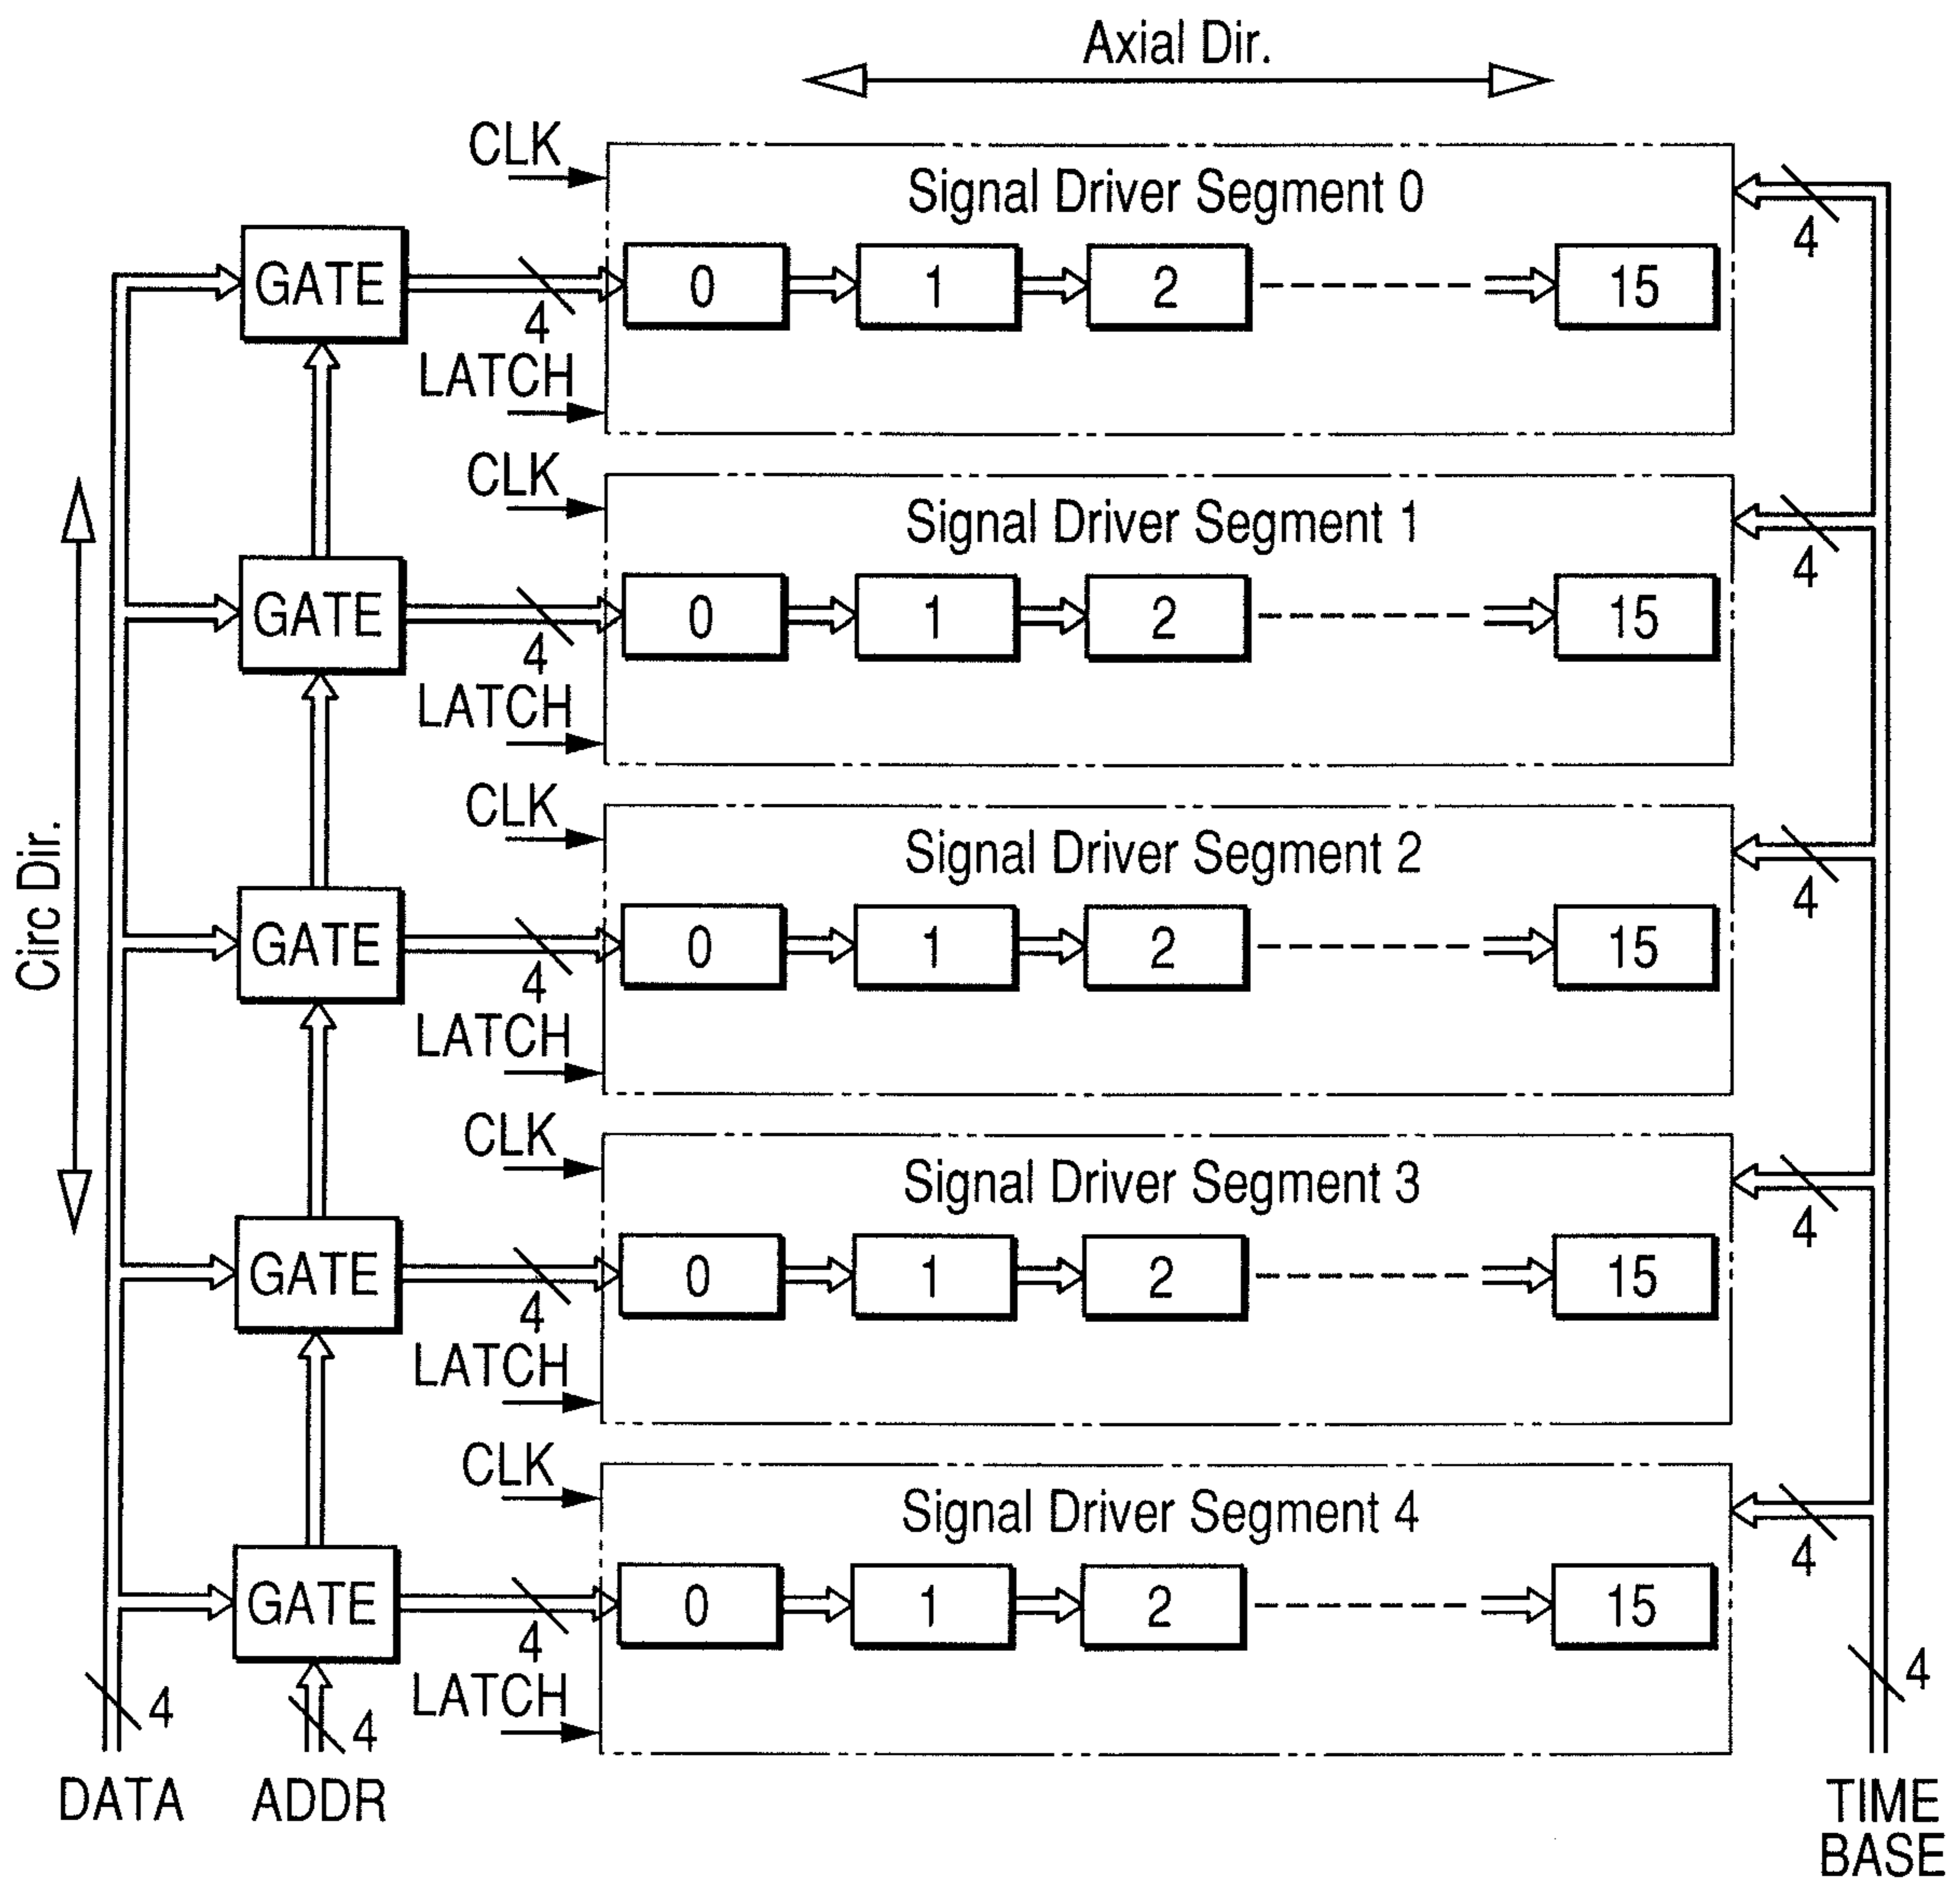 Axial Dir.
CLK
Signal Driver Segment 0
4
GATE
0
1
2
15
4
LATCH
CLK
Signal Driver Segment 1
4
GATE
0
1
2
15
4
LATCH
CLK
Signal Driver Segment 2
4
Circ Dir.
GATE
0
1
2
15
4
LATCH
CLK
Signal Driver Segment 3
4
GATE
0
1
2
15
4
LATCH
CLK
Signal Driver Segment 4
4
GATE
0
1
2
15
4
LATCH
4
4
4
DATA
ADDR
TIME
BASE